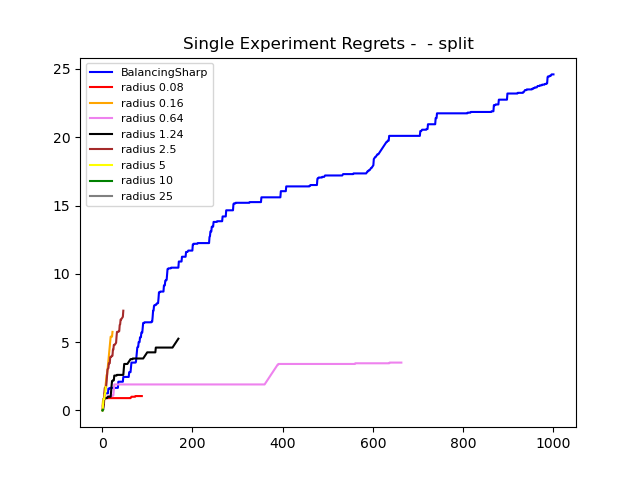 Single Experiment Regrets -  - split
BalancingSharp
radius 0.08
radius 0.16
radius 0.64
radius 1.24
radius 2.5
radius 5
radius 10
radius 25
25
20
15
10
5
0
0 200 400 600 800 1000